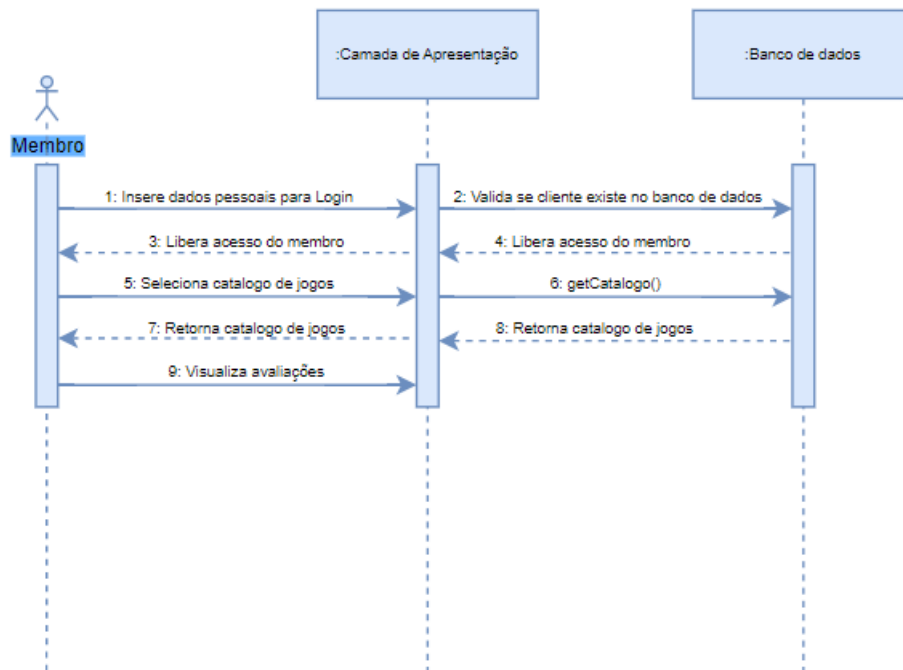 :Camada de Apresentação
:Banco de dados
Membro
1: Insere dados pessoais para Login
2: Valida se cliente existe no banco de dados
3: Libera acesso do membro
4: Libera acesso do membro
5: Seleciona catalogo de jogos
6: getCatalogo()
7: Retorna catalogo de jogos
8: Retorna catalogo de jogos
9: Visualiza avaliações